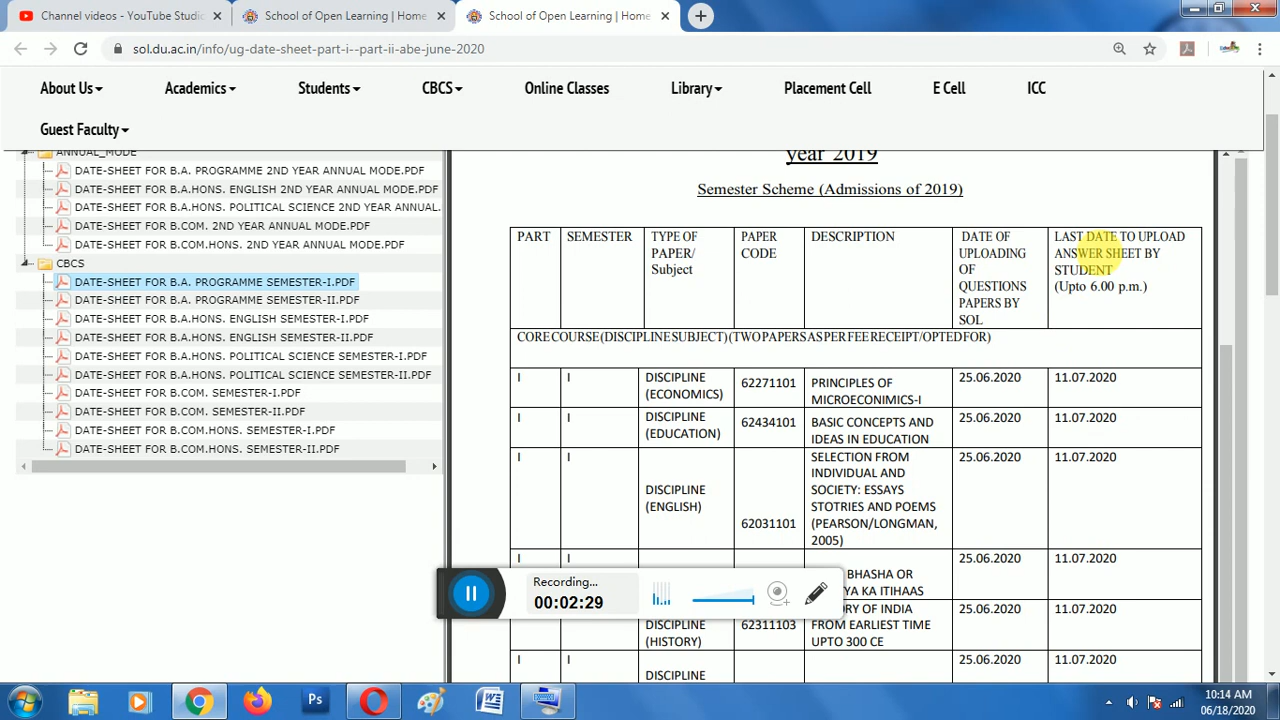 Channel videos - YouTube Studio
School of Open Learning | Home
School of Open Learning | Home
sol.du.ac.in/info/ug-date-sheet-part-i--part-ii-abe-june-2020
About Us
Academics
Students
CBCS
Online Classes
Library
Placement Cell
E Cell
ICC
Guest Faculty
ANNUAL_MODE
DATE-SHEET FOR B.A. PROGRAMME 2ND YEAR ANNUAL MODE.PDF
DATE-SHEET FOR B.A.HONS. ENGLISH 2ND YEAR ANNUAL MODE.PDF
DATE-SHEET FOR B.A.HONS. POLITICAL SCIENCE 2ND YEAR ANNUAL.
DATE-SHEET FOR B.COM. 2ND YEAR ANNUAL MODE.PDF
DATE-SHEET FOR B.COM.HONS. 2ND YEAR ANNUAL MODE.PDF
CBCS
DATE-SHEET FOR B.A. PROGRAMME SEMESTER-I.PDF
DATE-SHEET FOR B.A. PROGRAMME SEMESTER-II.PDF
DATE-SHEET FOR B.A.HONS. ENGLISH SEMESTER-I.PDF
DATE-SHEET FOR B.A.HONS. ENGLISH SEMESTER-II.PDF
DATE-SHEET FOR B.A.HONS. POLITICAL SCIENCE SEMESTER-I.PDF
DATE-SHEET FOR B.A.HONS. POLITICAL SCIENCE SEMESTER-II.PDF
DATE-SHEET FOR B.COM. SEMESTER-I.PDF
DATE-SHEET FOR B.COM. SEMESTER-II.PDF
DATE-SHEET FOR B.COM.HONS. SEMESTER-I.PDF
DATE-SHEET FOR B.COM.HONS. SEMESTER-II.PDF
year 2019
Semester Scheme (Admissions of 2019)
PART
SEMESTER
TYPE OF
PAPER/
Subject
PAPER
CODE
DESCRIPTION
DATE OF
UPLOADING
OF
QUESTIONS
PAPERS BY
SOL
LAST DATE TO UPLOAD
ANSWER SHEET BY
STUDENT
(Upto 6.00 p.m.)
CORE COURSE (DISCIPLINE SUBJECT) (TWO PAPERS AS PER FEE RECEIPT/OPTED FOR)
I
I
DISCIPLINE
(ECONOMICS)
62271101
PRINCIPLES OF
MICROECONIMICS-I
25.06.2020
11.07.2020
I
I
DISCIPLINE
(EDUCATION)
62434101
BASIC CONCEPTS AND
IDEAS IN EDUCATION
25.06.2020
11.07.2020
I
I
DISCIPLINE
(ENGLISH)
62031101
SELECTION FROM
INDIVIDUAL AND
SOCIETY: ESSAYS
STOTRIES AND POEMS
(PEARSON/LONGMAN,
2005)
25.06.2020
11.07.2020
I
I
BHASHA OR
YA KA ITIHAAS
25.06.2020
11.07.2020
DISCIPLINE
(HISTORY)
62311103
ORY OF INDIA
FROM EARLIEST TIME
UPTO 300 CE
25.06.2020
11.07.2020
I
I
DISCIPLINE
25.06.2020
11.07.2020
Recording...
00:02:29
Ps
10:14 AM
06/18/2020